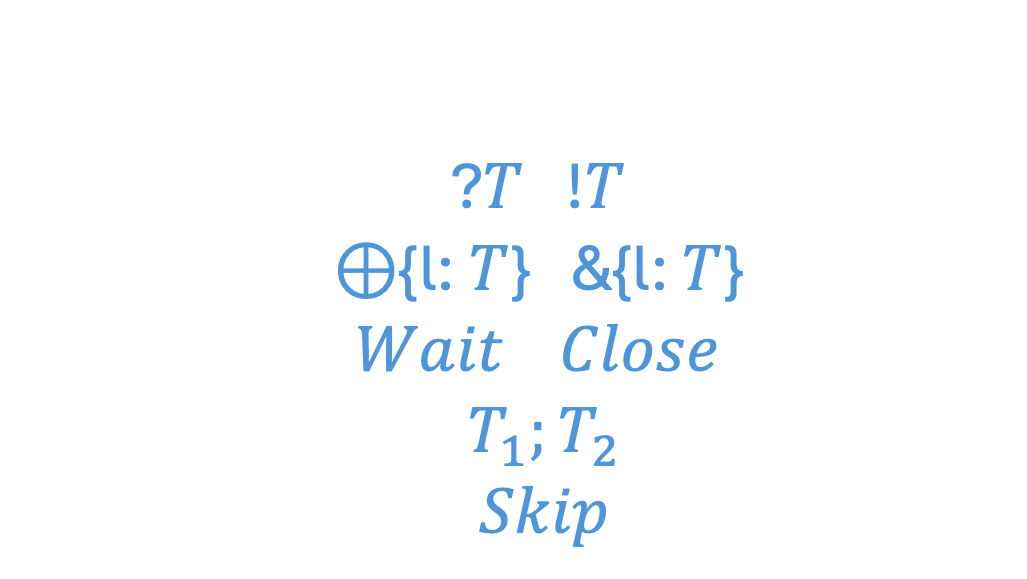 ?T !T
⨁{l: T} &{l: T}
Wait Close
T₁; T₂
Skip